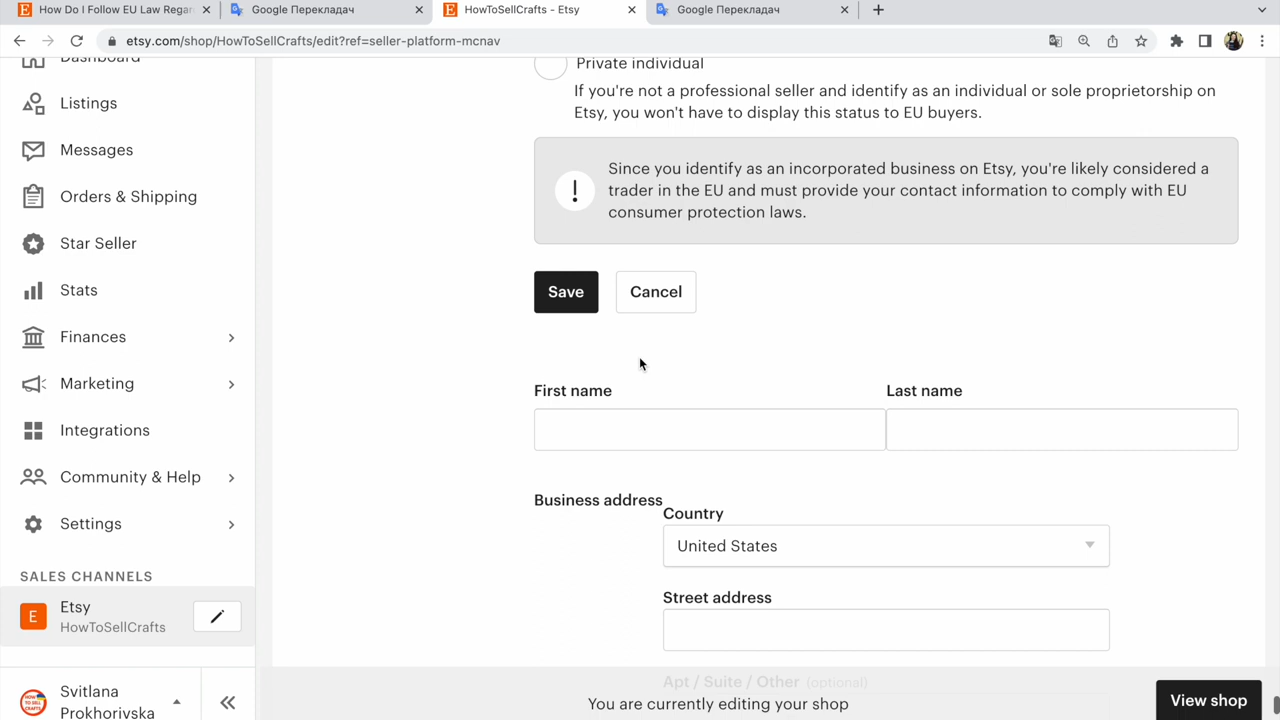 How Do I Follow EU Law Regar
Google Перекладач
HowToSellCrafts - Etsy
Google Перекладач
etsy.com/shop/HowToSellCrafts/edit?ref=seller-platform-mcnav
Dashboard
Listings
Messages
Orders & Shipping
Star Seller
Stats
Finances
Marketing
Integrations
Community & Help
Settings
SALES CHANNELS
E
Etsy
HowToSellCrafts
HOW TO SELL CRAFTS
Svitlana
Prokhorivska
Private individual
If you're not a professional seller and identify as an individual or sole proprietorship on
Etsy, you won't have to display this status to EU buyers.
Since you identify as an incorporated business on Etsy, you're likely considered a
trader in the EU and must provide your contact information to comply with EU
consumer protection laws.
Save
Cancel
First name
Last name
Business address
Country
United States
Street address
Apt / Suite / Other (optional)
You are currently editing your shop
View shop